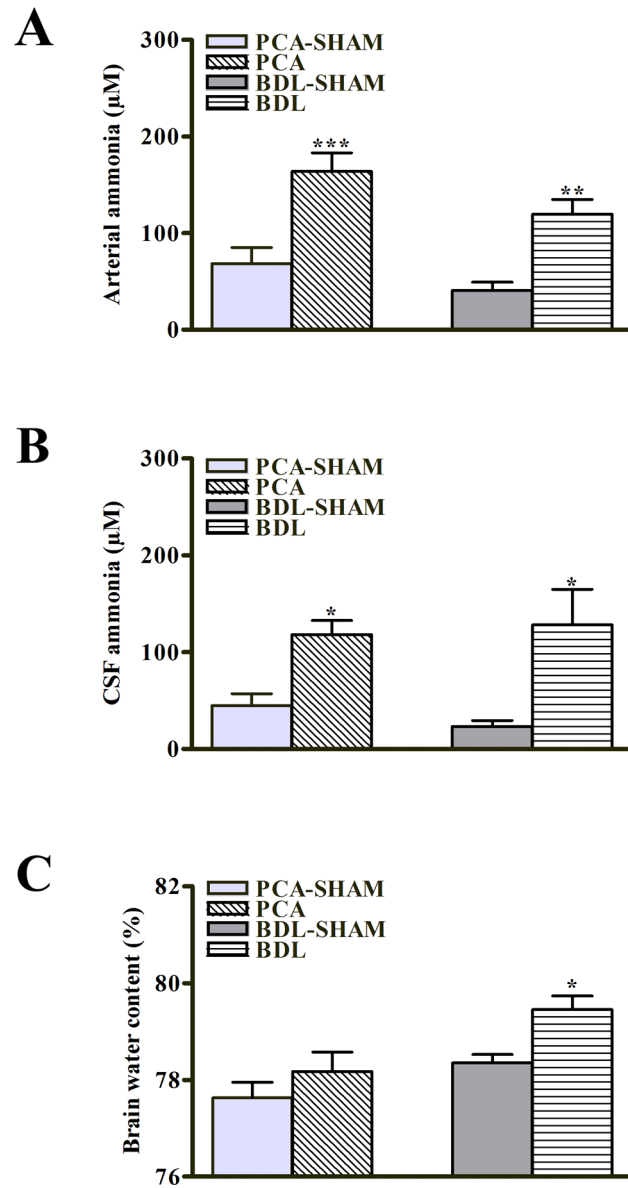 A
Arterial ammonia (µM)
300
200
100
0
PCA-SHAM
PCA
BDL-SHAM
BDL
***
**
B
CSF ammonia (µM)
300
200
100
0
PCA-SHAM
PCA
BDL-SHAM
BDL
*
*
C
Brain water content (%)
82
80
78
76
PCA-SHAM
PCA
BDL-SHAM
BDL
*